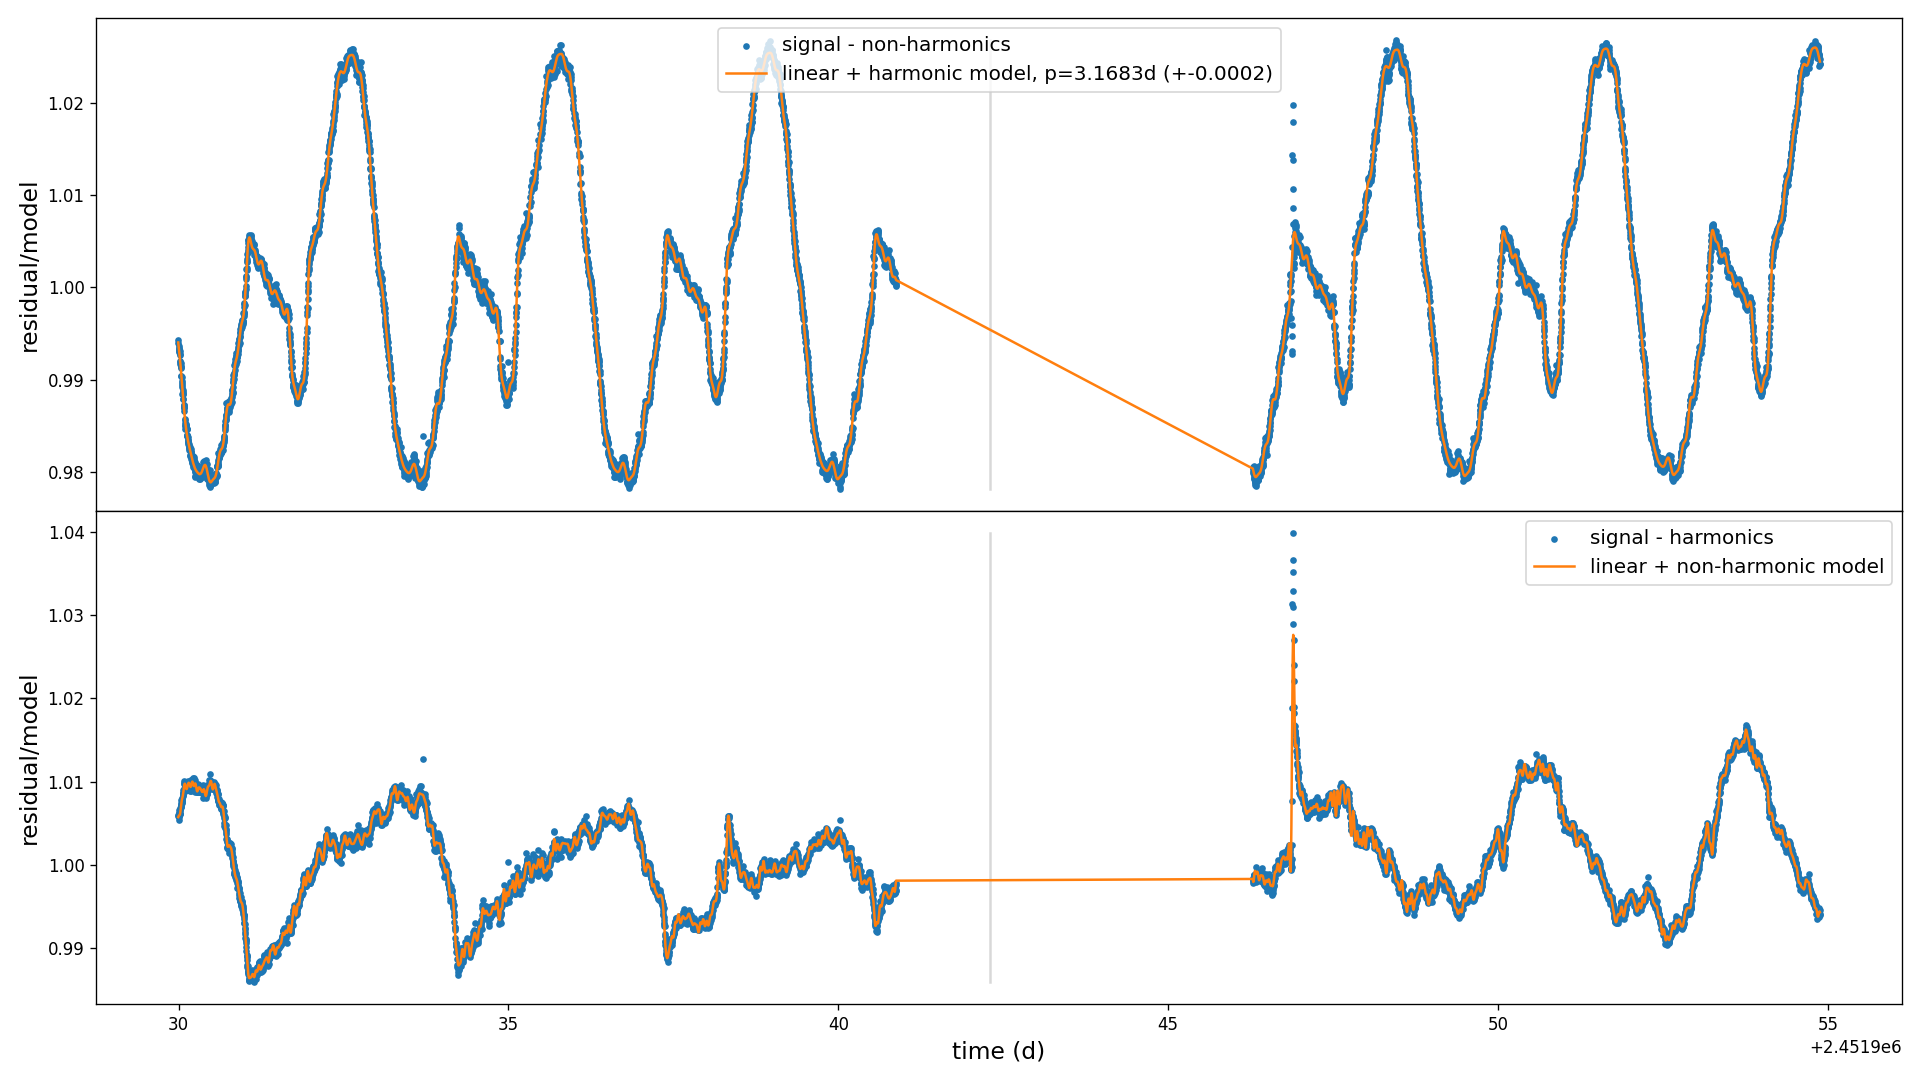 signal - non-harmonics
linear + harmonic model, p=3.1683d (+-0.0002)
residual/model
1.02
1.01
1.00
0.99
0.98
signal - harmonics
linear + non-harmonic model
residual/model
1.04
1.03
1.02
1.01
1.00
0.99
30
35
40
45
50
55
time (d)
+2.4519e6